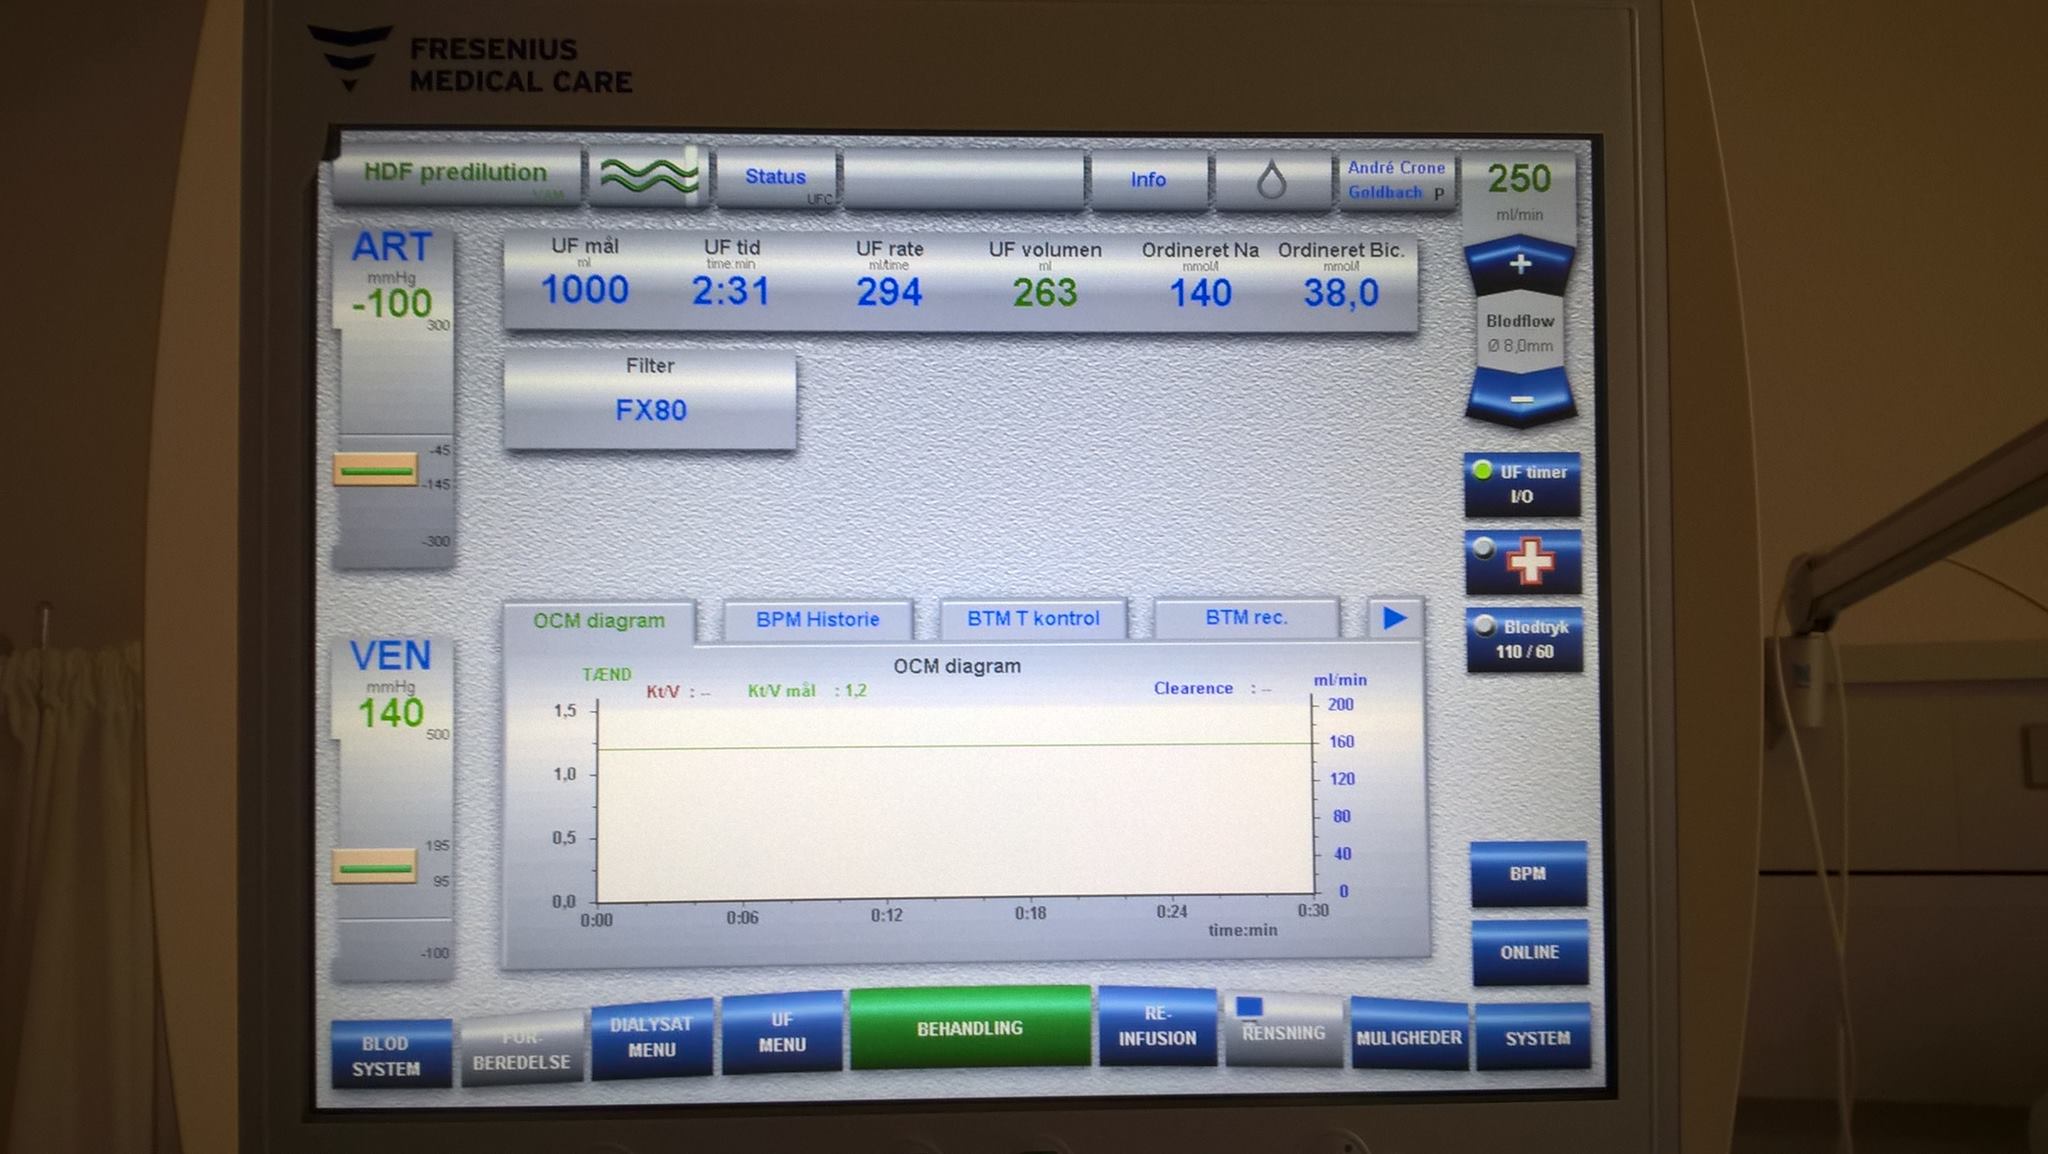 FRESENIUS
MEDICAL CARE
HDF predilution
VAM
Status
UFC
Info
André Crone
Goldbach P
250
ml/min
ART
mmHg
-100
300
-45
-145
-300
UF mål
ml
1000
UF tid
time:min
2:31
UF rate
ml/time
294
UF volumen
ml
263
Ordineret Na
mmol/l
140
Ordineret Bic.
mmol/l
38,0
+
Blodflow
Ø 8,0mm
−
Filter
FX80
UF timer
I/O
Blodtryk
110 / 60
VEN
mmHg
140
500
195
95
-100
OCM diagram
BPM Historie
BTM T kontrol
BTM rec.
OCM diagram
TÆND
Kt/V : --
Kt/V mål : 1,2
Clearence : --
ml/min
1,5
1,0
0,5
0,0
200
160
120
80
40
0
0:00
0:06
0:12
0:18
0:24
0:30
time:min
BPM
ONLINE
BLOD
SYSTEM
FOR-
BEREDELSE
DIALYSAT
MENU
UF
MENU
BEHANDLING
RE-
INFUSION
RENSNING
MULIGHEDER
SYSTEM